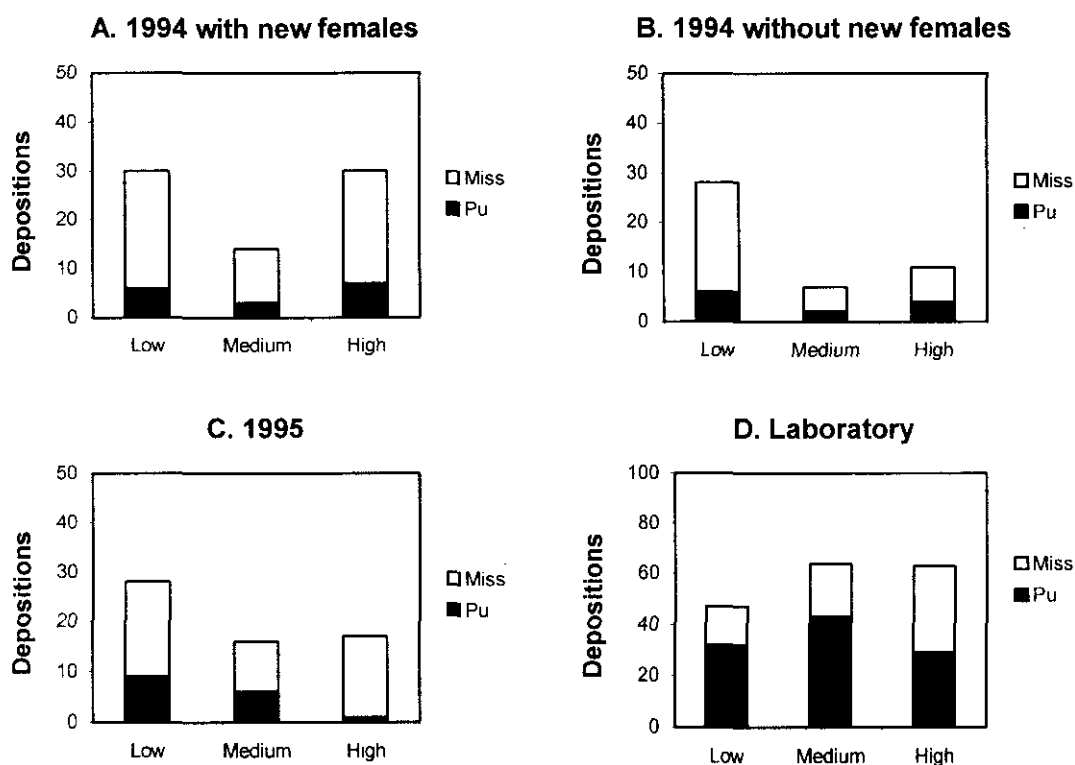 A. 1994 with new females
Depositions
50
40
30
20
10
0
Low Medium High
Miss
Pu
B. 1994 without new females
Depositions
50
40
30
20
10
0
Low Medium High
Miss
Pu
C. 1995
Depositions
50
40
30
20
10
0
Low Medium High
Miss
Pu
D. Laboratory
Depositions
100
80
60
40
20
0
Low Medium High
Miss
Pu